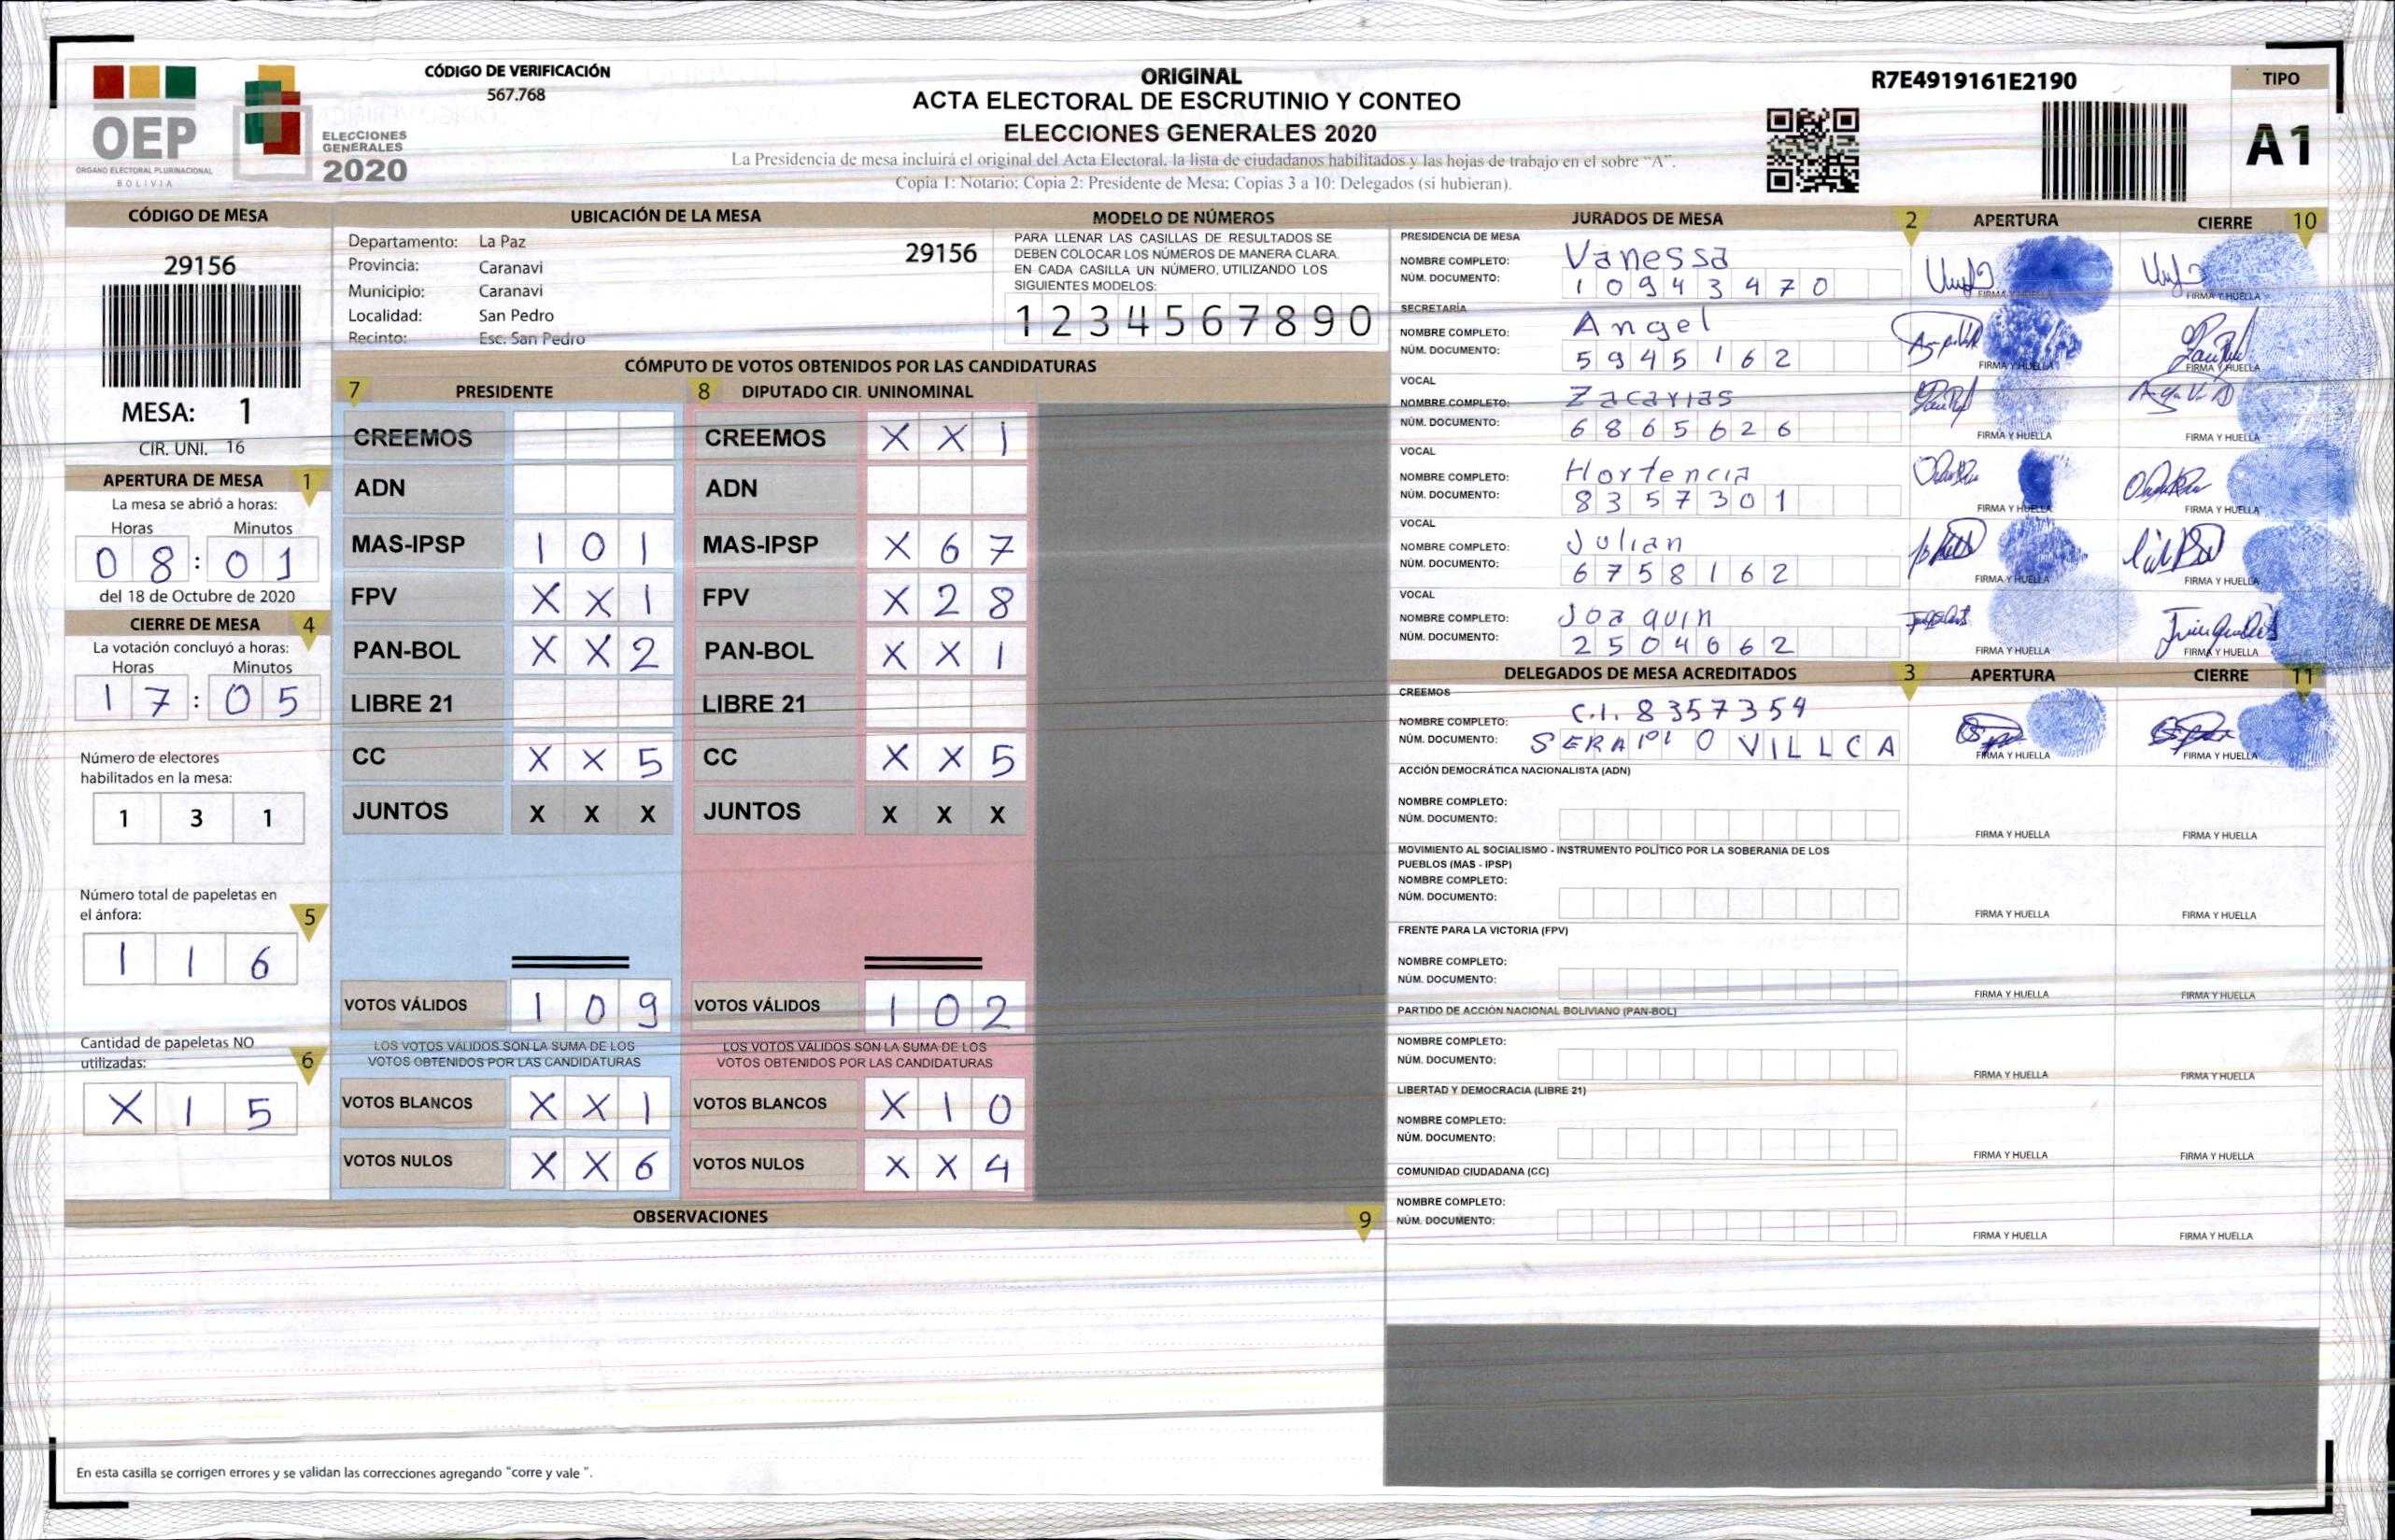 CÓDIGO DE VERIFICACIÓN
567.768
OEP
ÓRGANO ELECTORAL PLURINACIONAL
BOLIVIA
ELECCIONES
GENERALES
2020
ORIGINAL
ACTA ELECTORAL DE ESCRUTINIO Y CONTEO
ELECCIONES GENERALES 2020
La Presidencia de mesa incluirá el original del Acta Electoral, la lista de ciudadanos habilitados y las hojas de trabajo en el sobre "A".
Copia 1: Notario; Copia 2: Presidente de Mesa; Copias 3 a 10: Delegados (si hubieran).
R7E4919161E2190
TIPO
A1
CÓDIGO DE MESA
29156
MESA: 1
CIR. UNI. 16
APERTURA DE MESA 1
La mesa se abrió a horas:
Horas Minutos
08:01
del 18 de Octubre de 2020
CIERRE DE MESA 4
La votación concluyó a horas:
Horas Minutos
17:05
Número de electores
habilitados en la mesa:
1 3 1
Número total de papeletas en
el ánfora: 5
1 1 6
Cantidad de papeletas NO
utilizadas: 6
X 1 5
UBICACIÓN DE LA MESA
Departamento: La Paz 29156
Provincia: Caranavi
Municipio: Caranavi
Localidad: San Pedro
Recinto: Esc. San Pedro
MODELO DE NÚMEROS
PARA LLENAR LAS CASILLAS DE RESULTADOS SE
DEBEN COLOCAR LOS NÚMEROS DE MANERA CLARA.
EN CADA CASILLA UN NÚMERO, UTILIZANDO LOS
SIGUIENTES MODELOS:
1 2 3 4 5 6 7 8 9 0
CÓMPUTO DE VOTOS OBTENIDOS POR LAS CANDIDATURAS
7 PRESIDENTE 8 DIPUTADO CIR. UNINOMINAL
CREEMOS CREEMOS X X 1
ADN ADN
MAS-IPSP 1 0 1 MAS-IPSP X 6 7
FPV X X 1 FPV X 2 8
PAN-BOL X X 2 PAN-BOL X X 1
LIBRE 21 LIBRE 21
CC X X 5 CC X X 5
JUNTOS X X X JUNTOS X X X
VOTOS VÁLIDOS 1 0 9 VOTOS VÁLIDOS 1 0 2
LOS VOTOS VÁLIDOS SON LA SUMA DE LOS LOS VOTOS VÁLIDOS SON LA SUMA DE LOS
VOTOS OBTENIDOS POR LAS CANDIDATURAS VOTOS OBTENIDOS POR LAS CANDIDATURAS
VOTOS BLANCOS X X 1 VOTOS BLANCOS X 1 0
VOTOS NULOS X X 6 VOTOS NULOS X X 4
OBSERVACIONES 9
En esta casilla se corrigen errores y se validan las correcciones agregando "corre y vale ".
JURADOS DE MESA 2 APERTURA CIERRE 10
PRESIDENCIA DE MESA
NOMBRE COMPLETO: Vanessa
NÚM. DOCUMENTO: 10943470
FIRMA Y HUELLA FIRMA Y HUELLA
SECRETARÍA
NOMBRE COMPLETO: Angel
NÚM. DOCUMENTO: 5945162
FIRMA Y HUELLA FIRMA Y HUELLA
VOCAL
NOMBRE COMPLETO: Zacarias
NÚM. DOCUMENTO: 6865626
FIRMA Y HUELLA FIRMA Y HUELLA
VOCAL
NOMBRE COMPLETO: Hortencia
NÚM. DOCUMENTO: 8357301
FIRMA Y HUELLA FIRMA Y HUELLA
VOCAL
NOMBRE COMPLETO: Julian
NÚM. DOCUMENTO: 6758162
FIRMA Y HUELLA FIRMA Y HUELLA
VOCAL
NOMBRE COMPLETO: Joaquin
NÚM. DOCUMENTO: 2504662
FIRMA Y HUELLA FIRMA Y HUELLA
DELEGADOS DE MESA ACREDITADOS 3 APERTURA CIERRE 11
CREEMOS
NOMBRE COMPLETO: C.I. 8357354
NÚM. DOCUMENTO: SERAPIO VILLCA
FIRMA Y HUELLA FIRMA Y HUELLA
ACCIÓN DEMOCRÁTICA NACIONALISTA (ADN)
NOMBRE COMPLETO:
NÚM. DOCUMENTO:
FIRMA Y HUELLA FIRMA Y HUELLA
MOVIMIENTO AL SOCIALISMO - INSTRUMENTO POLÍTICO POR LA SOBERANIA DE LOS
PUEBLOS (MAS - IPSP)
NOMBRE COMPLETO:
NÚM. DOCUMENTO:
FIRMA Y HUELLA FIRMA Y HUELLA
FRENTE PARA LA VICTORIA (FPV)
NOMBRE COMPLETO:
NÚM. DOCUMENTO:
FIRMA Y HUELLA FIRMA Y HUELLA
PARTIDO DE ACCIÓN NACIONAL BOLIVIANO (PAN-BOL)
NOMBRE COMPLETO:
NÚM. DOCUMENTO:
FIRMA Y HUELLA FIRMA Y HUELLA
LIBERTAD Y DEMOCRACIA (LIBRE 21)
NOMBRE COMPLETO:
NÚM. DOCUMENTO:
FIRMA Y HUELLA FIRMA Y HUELLA
COMUNIDAD CIUDADANA (CC)
NOMBRE COMPLETO:
NÚM. DOCUMENTO:
FIRMA Y HUELLA FIRMA Y HUELLA